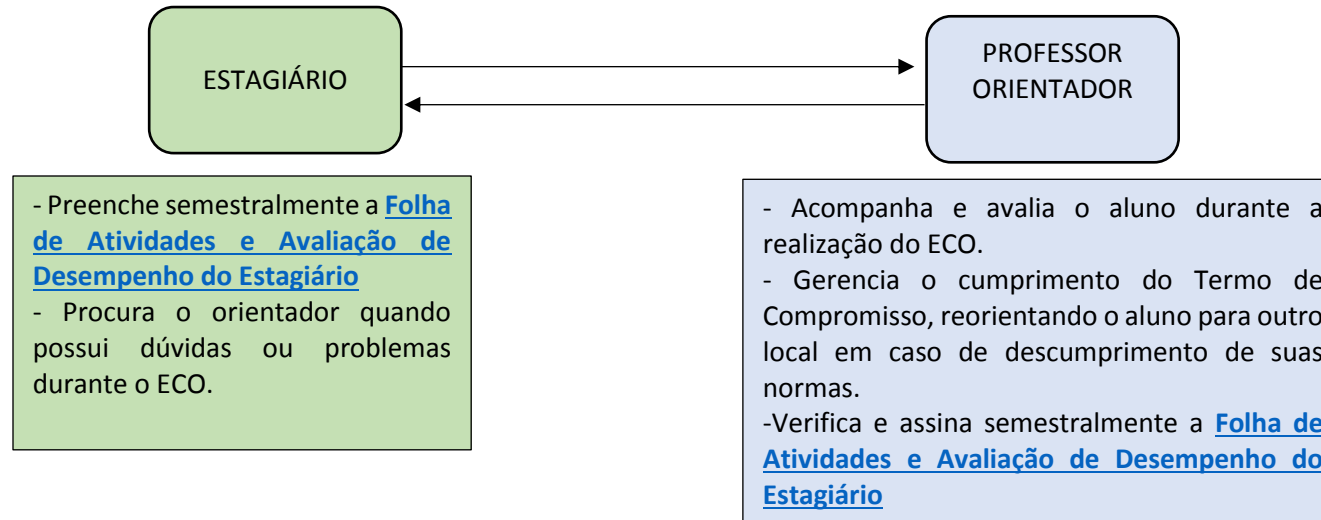 ESTAGIÁRIO
PROFESSOR
ORIENTADOR
- Preenche semestralmente a Folha
de Atividades e Avaliação de
Desempenho do Estagiário
- Procura o orientador quando
possui dúvidas ou problemas
durante o ECO.
- Acompanha e avalia o aluno durante a
realização do ECO.
- Gerencia o cumprimento do Termo de
Compromisso, reorientando o aluno para outro
local em caso de descumprimento de suas
normas.
-Verifica e assina semestralmente a Folha de
Atividades e Avaliação de Desempenho do
Estagiário